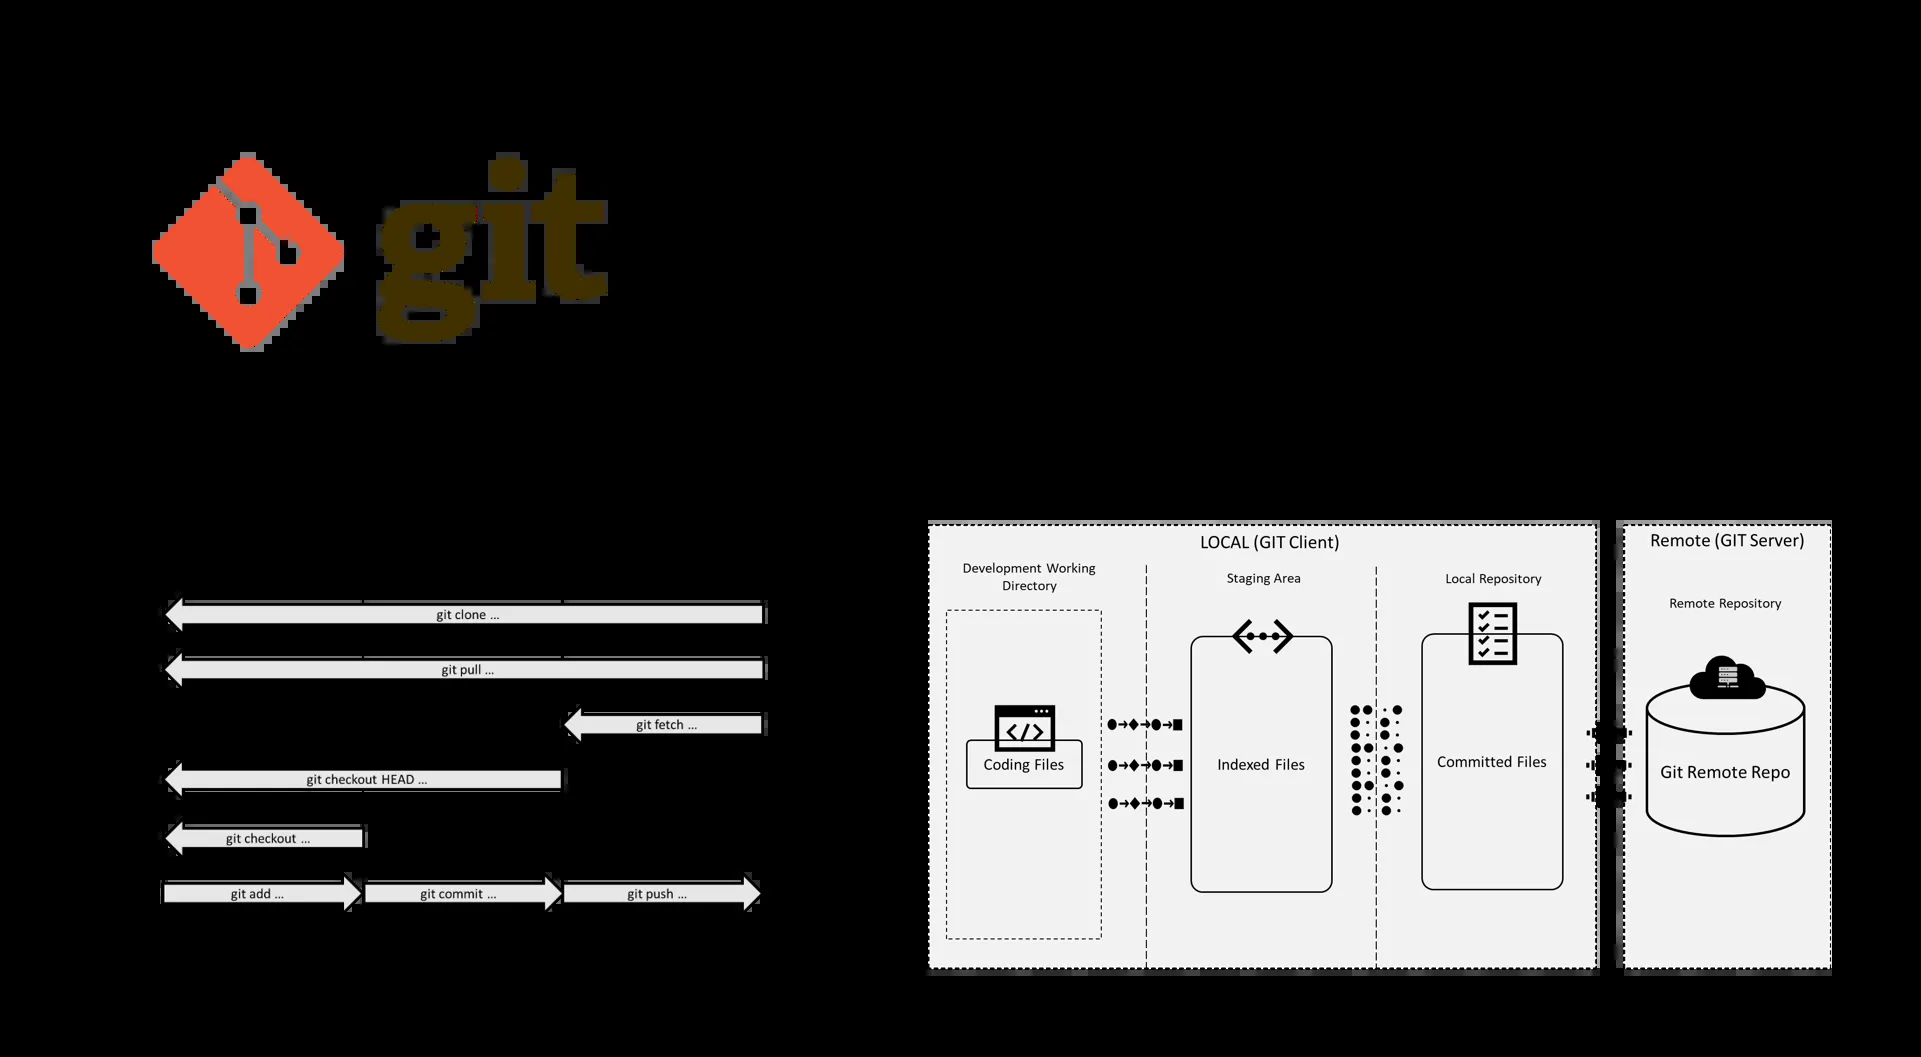 git
git clone ...
git pull ...
git fetch ...
git checkout HEAD ...
git checkout ...
git add ...
git commit ...
git push ...
LOCAL (GIT Client)
Development Working
Directory
Staging Area
Local Repository
Coding Files
Indexed Files
Committed Files
Remote (GIT Server)
Remote Repository
Git Remote Repo